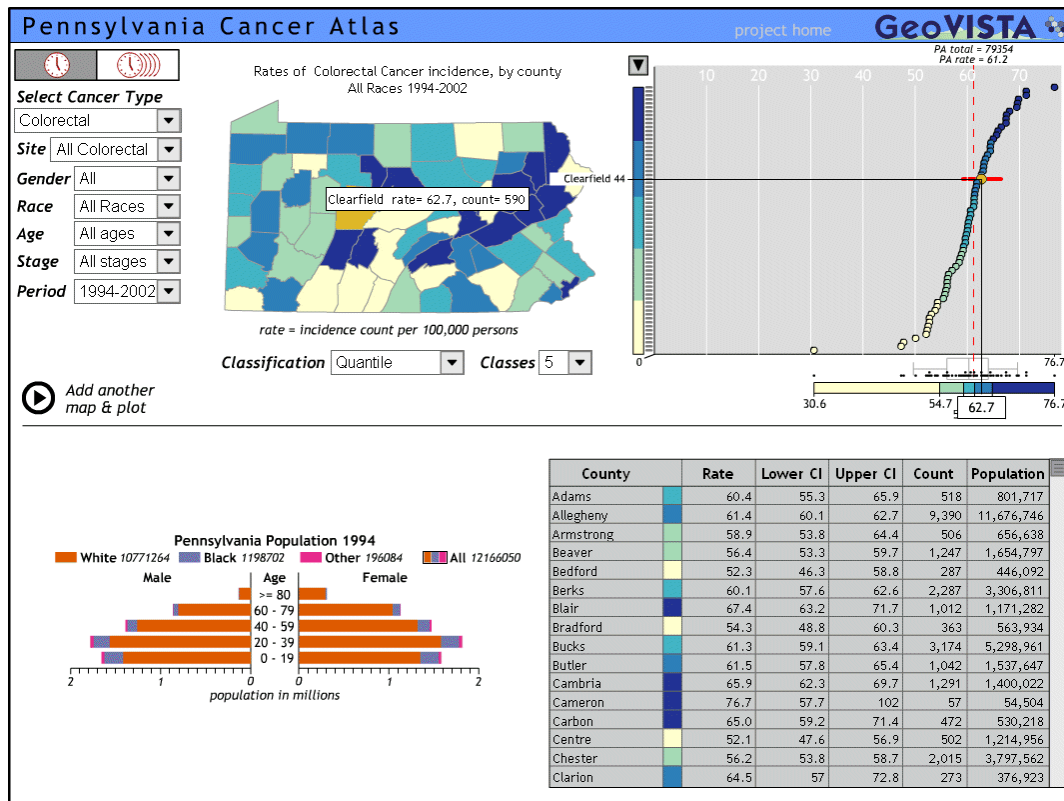 Pennsylvania Cancer Atlas
project home
GeoVISTA
PA total = 79354
PA rate = 61.2
Select Cancer Type
Colorectal
Site All Colorectal
Gender All
Race All Races
Age All ages
Stage All stages
Period 1994-2002
Rates of Colorectal Cancer incidence, by county
All Races 1994-2002
Clearfield rate= 62.7, count= 590
rate = incidence count per 100,000 persons
Classification Quantile Classes 5
Add another
map & plot
10 20 30 40 50 60 70
Clearfield 44
0 76.7
30.6 54.7 62.7 76.7
Pennsylvania Population 1994
White 10771264 Black 1198702 Other 196084 All 12166050
Male Age Female
>= 80
60 - 79
40 - 59
20 - 39
0 - 19
2 1 0 0 1 2
population in millions
County Rate Lower CI Upper CI Count Population
Adams 60.4 55.3 65.9 518 801,717
Allegheny 61.4 60.1 62.7 9,390 11,676,746
Armstrong 58.9 53.8 64.4 506 656,638
Beaver 56.4 53.3 59.7 1,247 1,654,797
Bedford 52.3 46.3 58.8 287 446,092
Berks 60.1 57.6 62.6 2,287 3,306,811
Blair 67.4 63.2 71.7 1,012 1,171,282
Bradford 54.3 48.8 60.3 363 563,934
Bucks 61.3 59.1 63.4 3,174 5,298,961
Butler 61.5 57.8 65.4 1,042 1,537,647
Cambria 65.9 62.3 69.7 1,291 1,400,022
Cameron 76.7 57.7 102 57 54,504
Carbon 65.0 59.2 71.4 472 530,218
Centre 52.1 47.6 56.9 502 1,214,956
Chester 56.2 53.8 58.7 2,015 3,797,562
Clarion 64.5 57 72.8 273 376,923